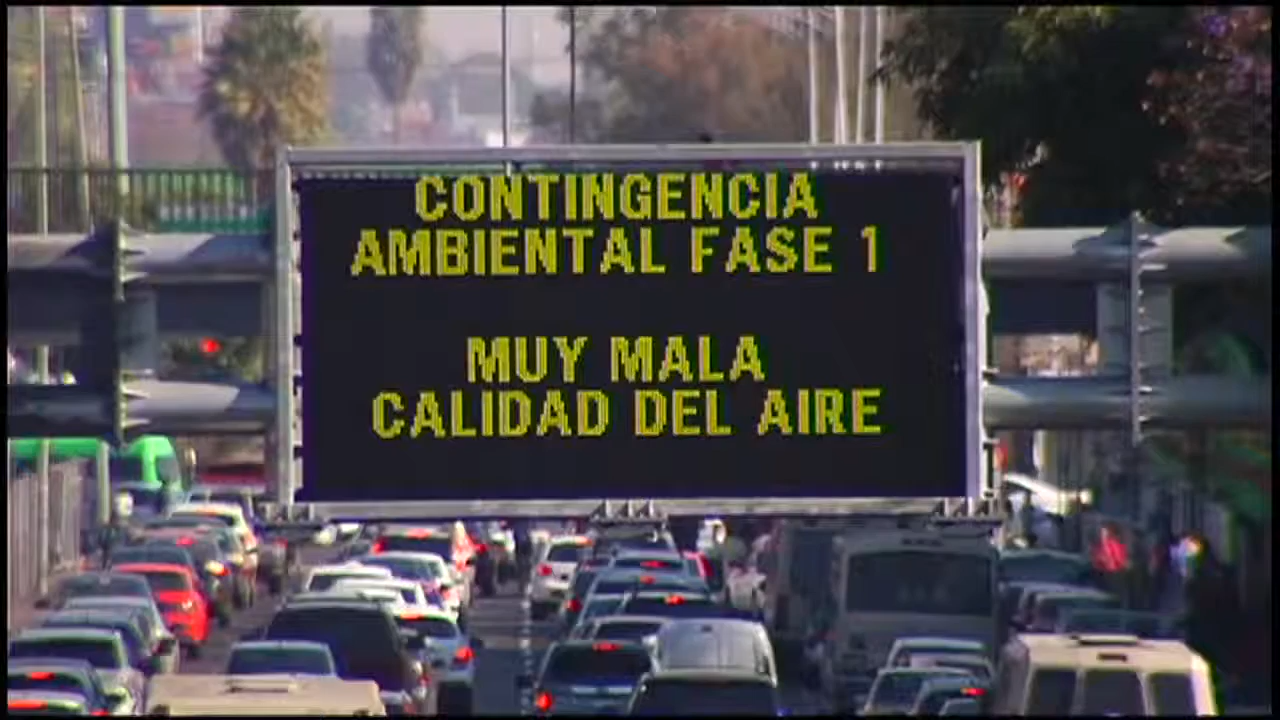 CONTINGENCIA
AMBIENTAL FASE 1
MUY MALA
CALIDAD DEL AIRE